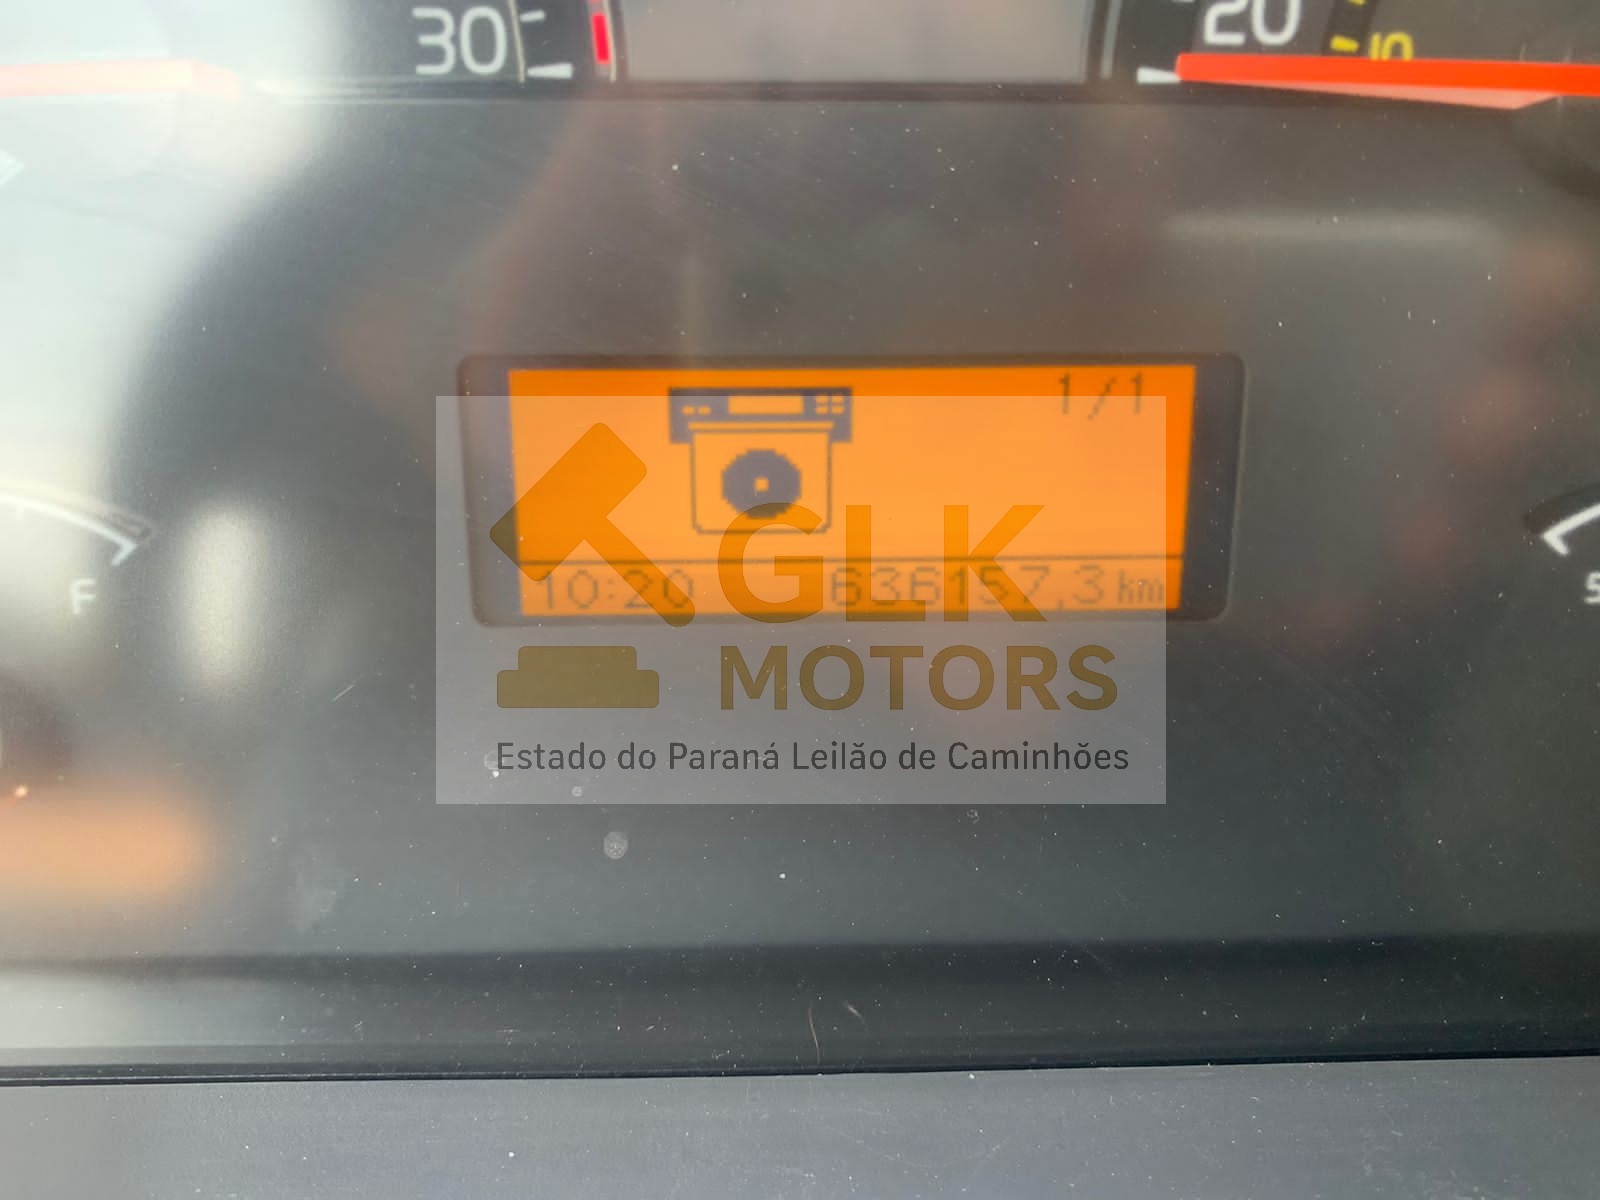 30
20
10
1/1
10:20 636157,3 km
F
GLK
MOTORS
Estado do Paraná Leilão de Caminhões